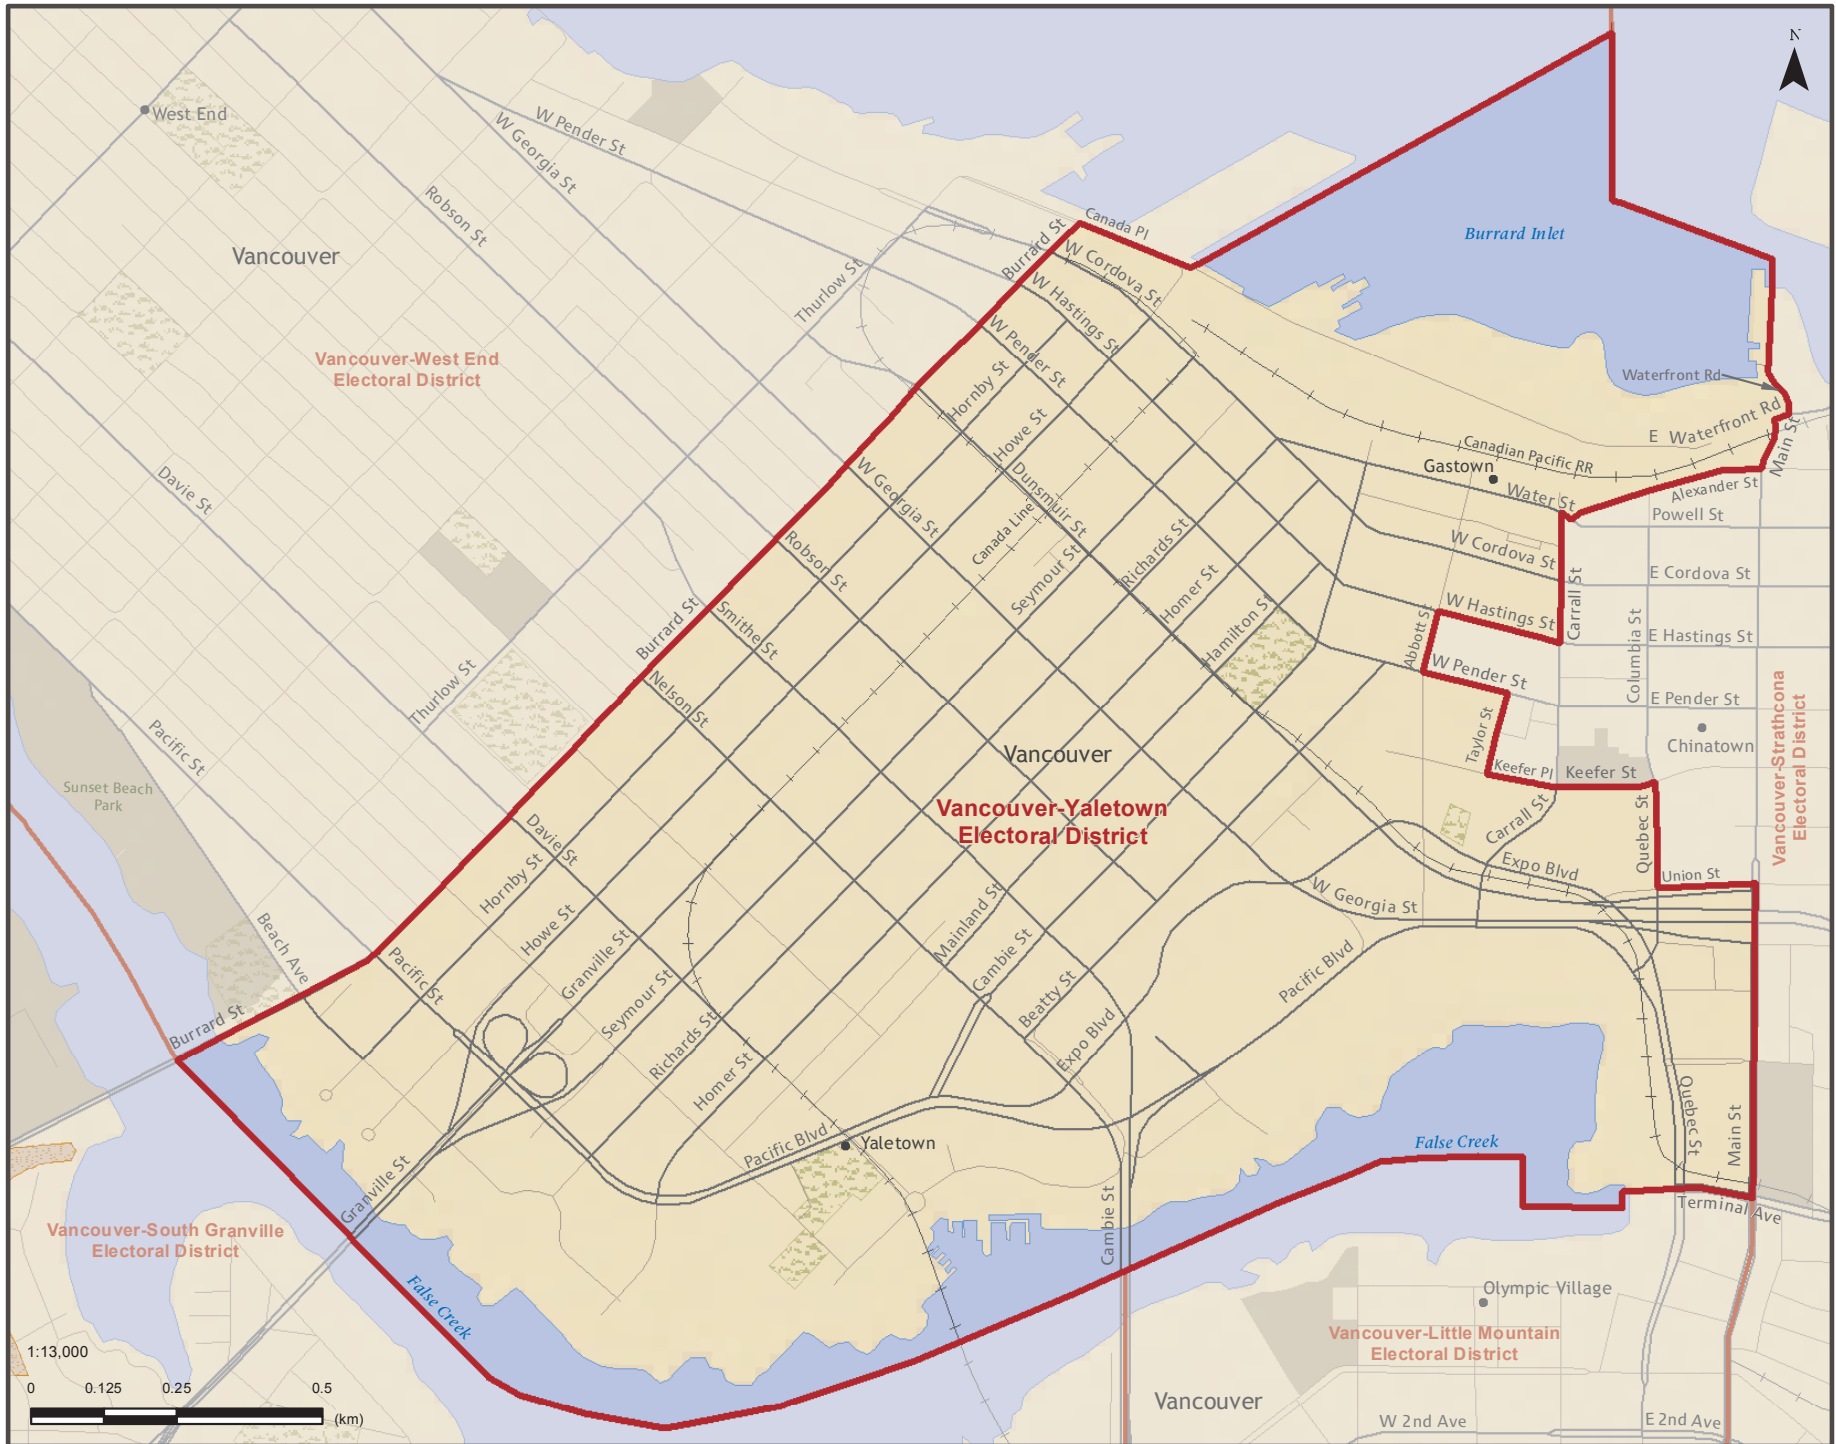 N
West End
W Pender St
W Georgia St
Robson St
Vancouver
Burrard St
Canada Pl
Burrard Inlet
W Cordova St
Thurlow St
W Hastings St
W Pender St
Vancouver-West End
Electoral District
Hornby St
Howe St
Waterfront Rd
E Waterfront Rd
Main St
Canadian Pacific RR
Gastown
Water St
Alexander St
Powell St
W Georgia St
Dunsmuir St
Canada Line
Davie St
Robson St
Seymour St
Richards St
Homer St
Hamilton St
W Cordova St
E Cordova St
W Hastings St
Carrall St
Columbia St
E Hastings St
Abbott St
W Pender St
E Pender St
Burrard St
Smithe St
Nelson St
Thurlow St
Pacific St
Taylor St
Keefer Pl
Keefer St
Chinatown
Vancouver-Strathcona
Electoral District
Vancouver
Vancouver-Yaletown
Electoral District
Sunset Beach
Park
Davie St
Hornby St
Howe St
Granville St
Seymour St
Richards St
Homer St
Mainland St
Cambie St
Beatty St
Expo Blvd
Carrall St
Quebec St
Expo Blvd
Union St
W Georgia St
Pacific Blvd
Beach Ave
Pacific St
Burrard St
Pacific Blvd
Yaletown
False Creek
Quebec St
Main St
Terminal Ave
Granville St
Cambie St
Vancouver-South Granville
Electoral District
False Creek
Olympic Village
Vancouver-Little Mountain
Electoral District
Vancouver
W 2nd Ave
E 2nd Ave
1:13,000
0 0.125 0.25 0.5
(km)